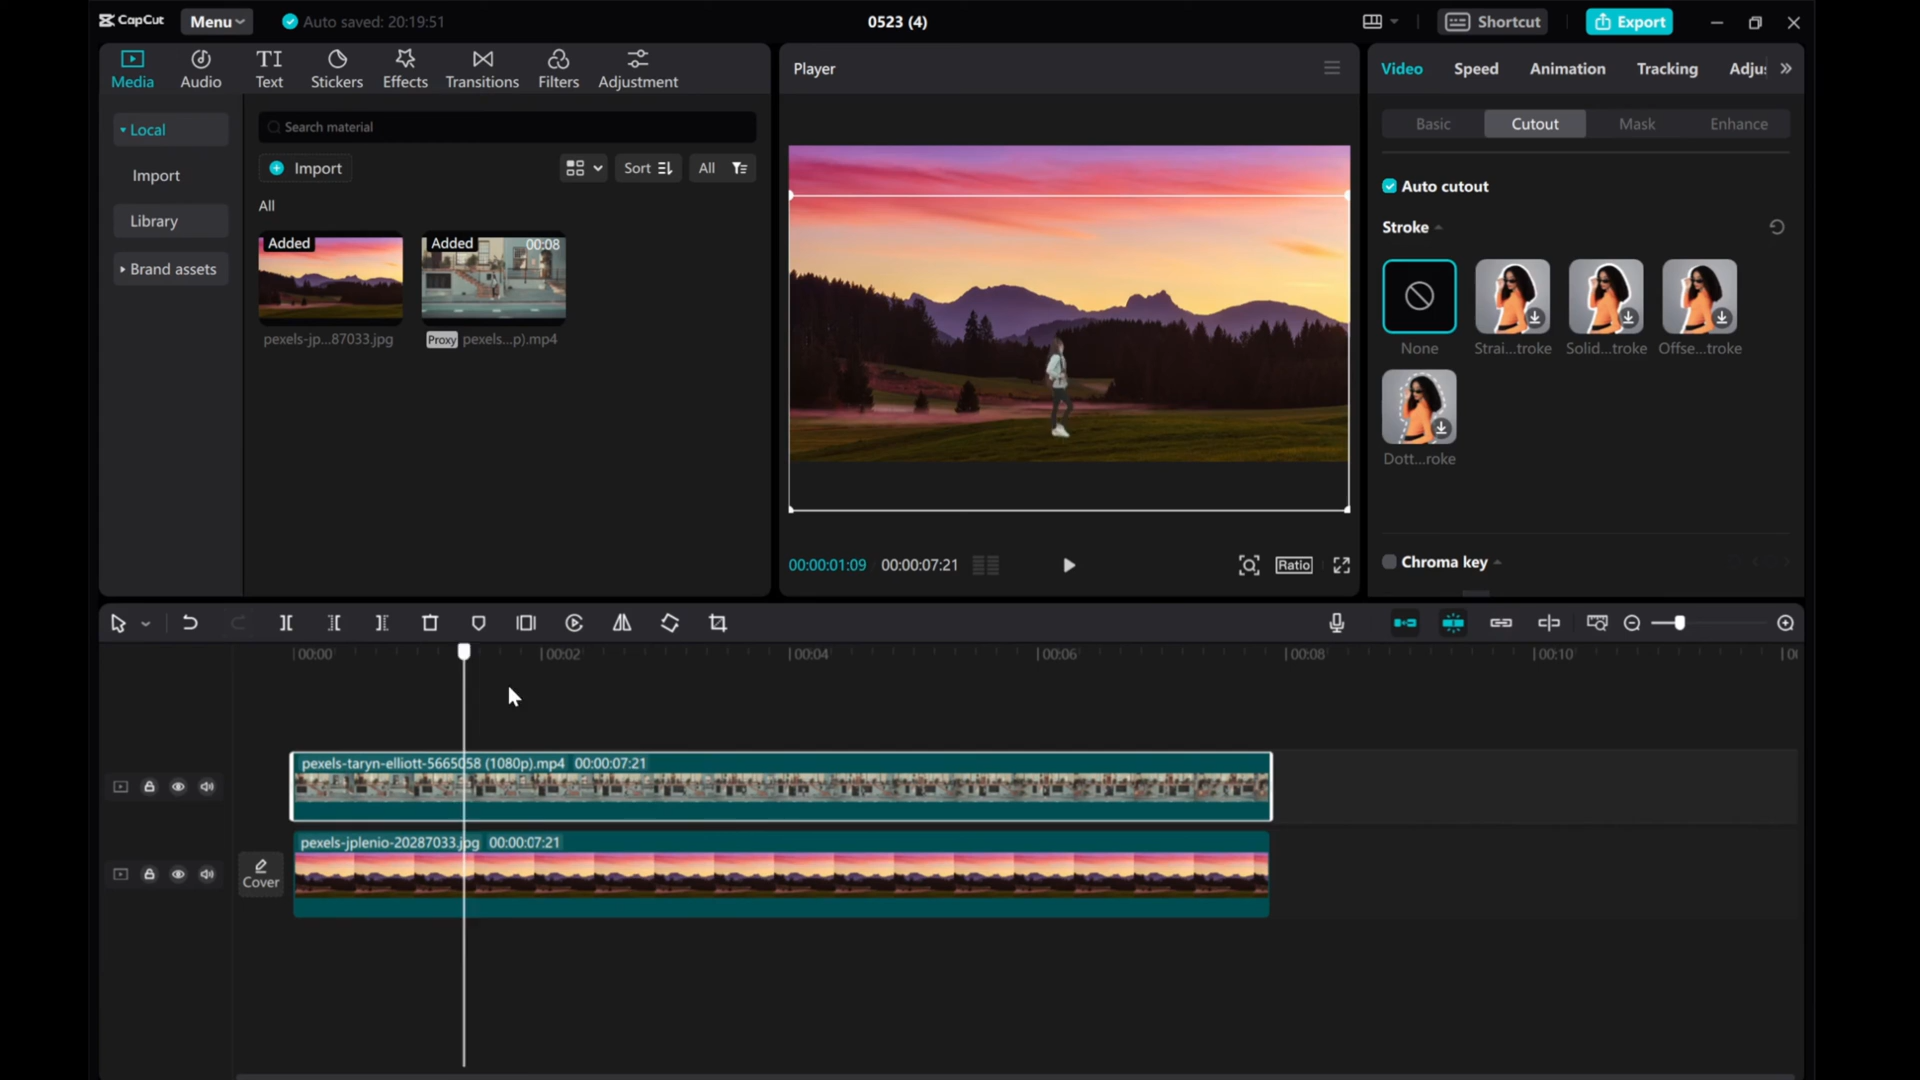 CapCut
Menu
Auto saved: 20:19:51
0523 (4)
Shortcut
Export
Media
Audio
Text
Stickers
Effects
Transitions
Filters
Adjustment
Local
Import
Library
Brand assets
Search material
Import
Sort
All
All
Added
Added
00:08
pexels-jp...87033.jpg
Proxy
pexels...p).mp4
Player
00:00:01:09
00:00:07:21
Ratio
Video
Speed
Animation
Tracking
Adju
Basic
Cutout
Mask
Enhance
Auto cutout
Stroke
None
Strai...troke
Solid...troke
Offse...troke
Dott...roke
Chroma key
00:00
00:02
00:04
00:06
00:08
00:10
pexels-taryn-elliott-5665058 (1080p).mp4 00:00:07:21
Cover
pexels-jplenio-20287033.jpg 00:00:07:21